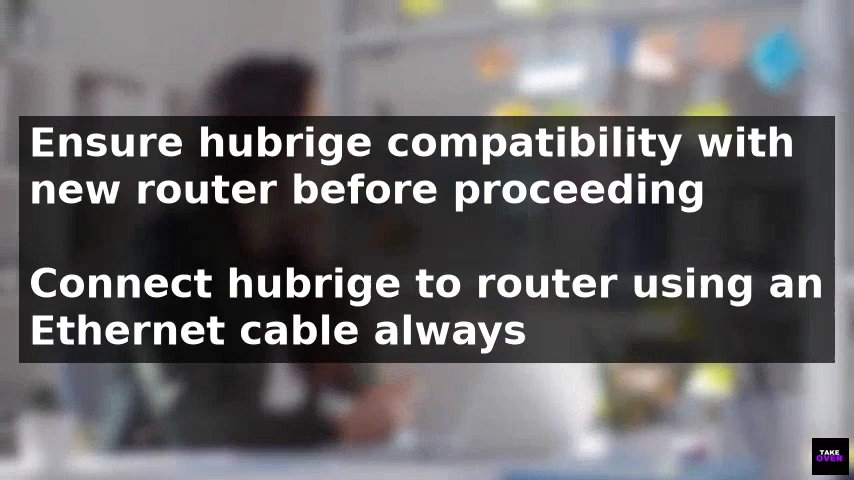 Ensure hubrige compatibility with
new router before proceeding
Connect hubrige to router using an
Ethernet cable always
TAKE
OVER